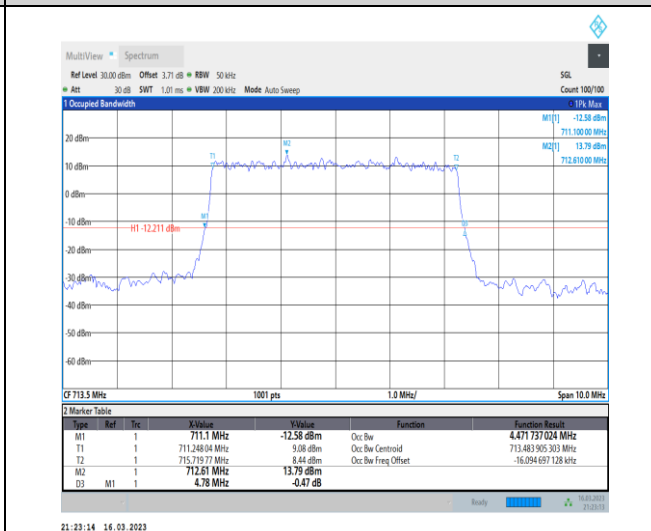 MultiView Spectrum
Ref Level 30.00 dBm Offset 3.71 dB RBW 50 kHz SGL
Att 30 dB SWT 1.01 ms VBW 200 kHz Mode Auto Sweep Count 100/100
1 Occupied Bandwidth 1Pk Max
M1[1] -12.58 dBm
711.10000 MHz
M2[1] 13.79 dBm
712.61000 MHz
20 dBm
M2
T1
T2
10 dBm
0 dBm
M1
-10 dBm
H1 -12.211 dBm
-20 dBm
-30 dBm
-40 dBm
-50 dBm
-60 dBm
CF 713.5 MHz 1001 pts 1.0 MHz/ Span 10.0 MHz
2 Marker Table
Type Ref Trc X-Value Y-Value Function Function Result
M1 1 711.1 MHz -12.58 dBm Occ Bw 4.471 737 024 MHz
T1 1 711.248 04 MHz 9.08 dBm Occ Bw Centroid 713.483 905 303 MHz
T2 1 715.719 77 MHz 8.44 dBm Occ Bw Freq Offset -16.094 697 128 kHz
M2 1 712.61 MHz 13.79 dBm
D3 M1 1 4.78 MHz -0.47 dB
Ready 16.03.2023
21:23:13
21:23:14 16.03.2023